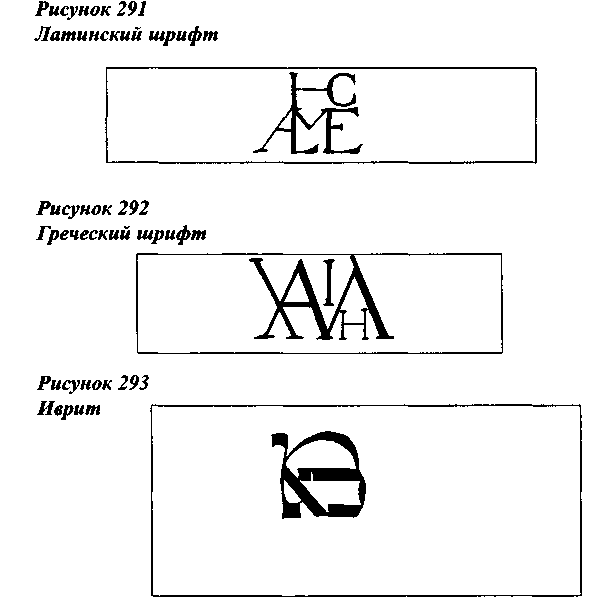 Рисунок 291
Латинский шрифт
Рисунок 292
Греческий шрифт
Рисунок 293
Иврит